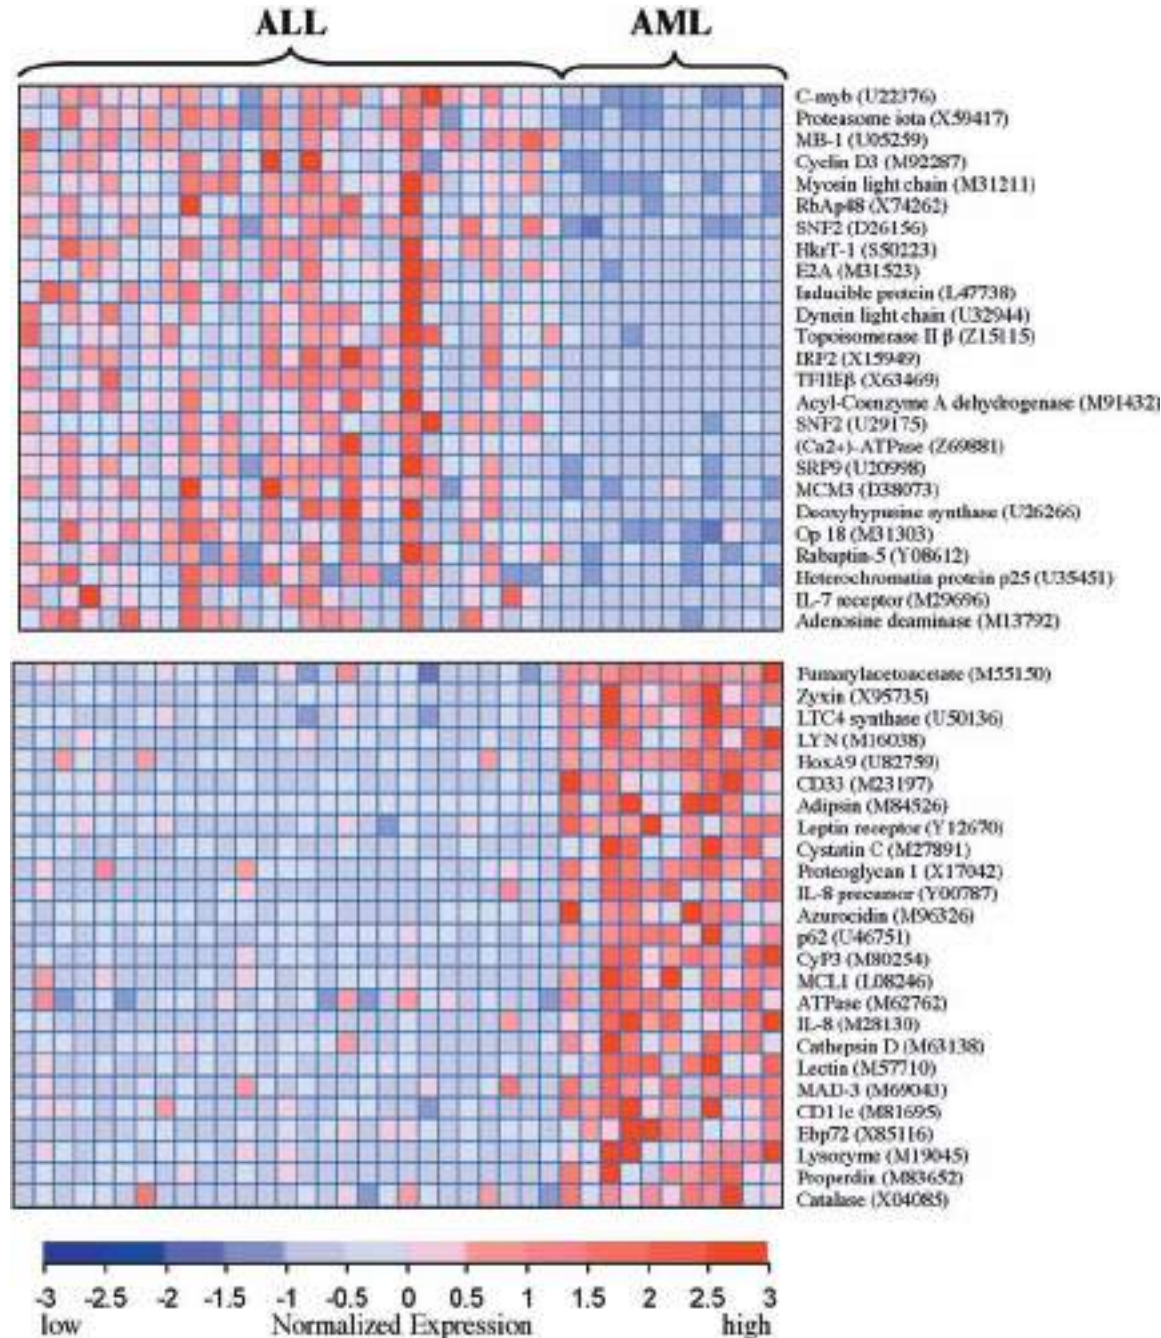 ALL AML
C-myb (U22376)
Proteasome iota (X59417)
MB-1 (U05259)
Cyclin D3 (M92287)
Myosin light chain (M31211)
RbAp48 (X74262)
SNF2 (D26156)
HkrT-1 (S50223)
E2A (M31523)
Inducible protein (L47738)
Dynein light chain (U32944)
Topoisomerase II β (Z15115)
IRF2 (X15949)
TFIIEβ (X63469)
Acyl-Coenzyme A dehydrogenase (M91432)
SNF2 (U29175)
(Ca2+)-ATPase (Z69881)
SRP9 (U20998)
MCM3 (D38073)
Deoxyhypusine synthase (U26266)
Op 18 (M31303)
Rabaptin-5 (Y08612)
Heterochromatin protein p25 (U35451)
IL-7 receptor (M29696)
Adenosine deaminase (M13792)
Fumarylacetoacetate (M55150)
Zyxin (X95735)
LTC4 synthase (U50136)
LYN (M16038)
HoxA9 (U82759)
CD33 (M23197)
Adipsin (M84526)
Leptin receptor (Y12670)
Cystatin C (M27891)
Proteoglycan 1 (X17042)
IL-8 precursor (Y00787)
Azurocidin (M96326)
p62 (U46751)
CyP3 (M80254)
MCL1 (L08246)
ATPase (M62762)
IL-8 (M28130)
Cathepsin D (M63138)
Lectin (M57710)
MAD-3 (M69043)
CD11c (M81695)
Ebp72 (X85116)
Lysozyme (M19045)
Properdin (M83652)
Catalase (X04085)
-3 -2.5 -2 -1.5 -1 -0.5 0 0.5 1 1.5 2 2.5 3
low Normalized Expression high